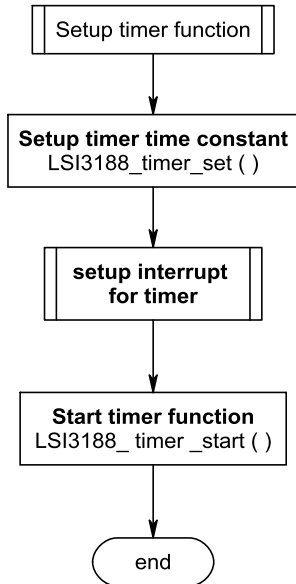 Setup timer function
Setup timer time constant
LSI3188_timer_set ( )
setup interrupt
for timer
Start timer function
LSI3188_ timer _start ( )
end